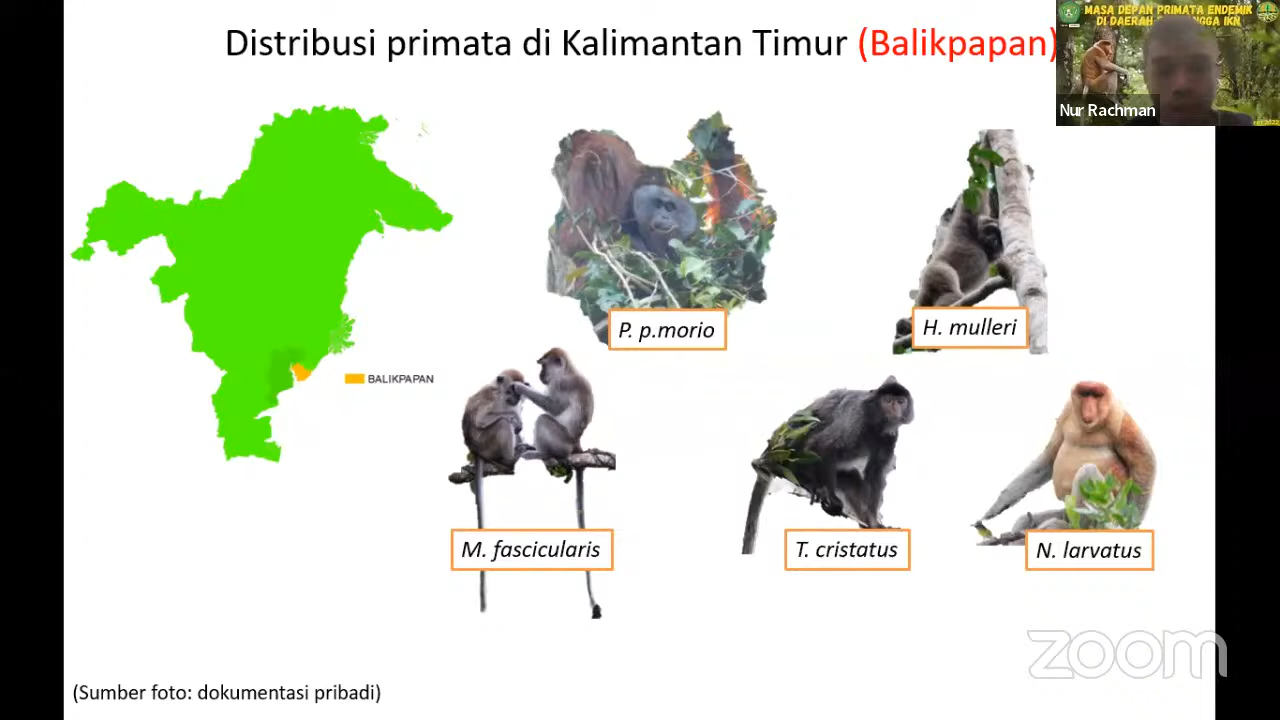 Distribusi primata di Kalimantan Timur (Balikpapan)
MASA DEPAN PRIMATA ENDEMIK
DI DAERAH
IKN
Nur Rachman
P. p.morio
H. mulleri
BALIKPAPAN
M. fascicularis
T. cristatus
N. larvatus
zoom
(Sumber foto: dokumentasi pribadi)